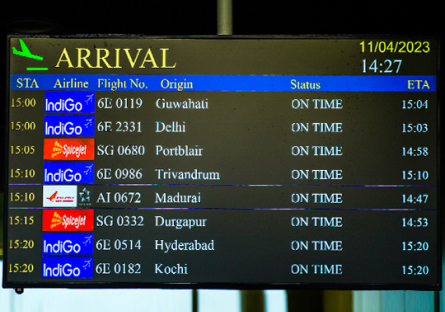 ARRIVAL 11/04/2023
14:27
STA Airline Flight No. Origin Status ETA
15:00 IndiGo 6E 0119 Guwahati ON TIME 15:04
15:00 IndiGo 6E 2331 Delhi ON TIME 15:03
15:05 SpiceJet SG 0680 Portblair ON TIME 14:58
15:10 IndiGo 6E 0986 Trivandrum ON TIME 15:10
15:10 AI 0672 Madurai ON TIME 14:47
15:15 SpiceJet SG 0332 Durgapur ON TIME 14:53
15:20 IndiGo 6E 0514 Hyderabad ON TIME 15:20
15:20 IndiGo 6E 0182 Kochi ON TIME 15:20